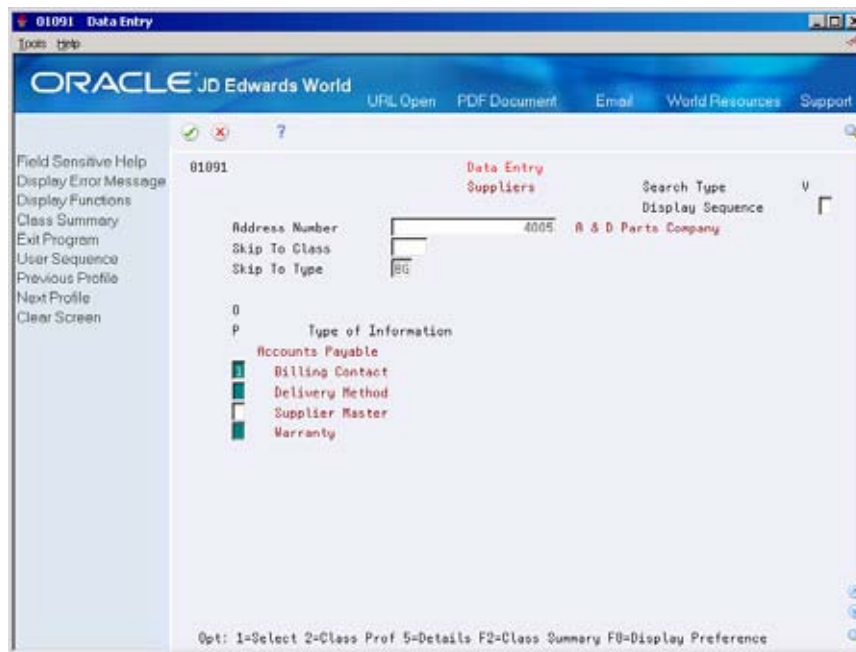 01091 Data Entry
Tools Help
ORACLE JD Edwards World
URL Open PDF Document Email World Resources Support
?
Field Sensitive Help
Display Error Message
Display Functions
Class Summary
Exit Program
User Sequence
Previous Profile
Next Profile
Clear Screen
01091 Data Entry
Suppliers Search Type V
Display Sequence
Address Number 4005 A & D Parts Company
Skip To Class
Skip To Type BG
O
P Type of Information
Accounts Payable
1 Billing Contact
Delivery Method
Supplier Master
Warranty
Opt: 1=Select 2=Class Prof 5=Details F2=Class Summary F8=Display Preference